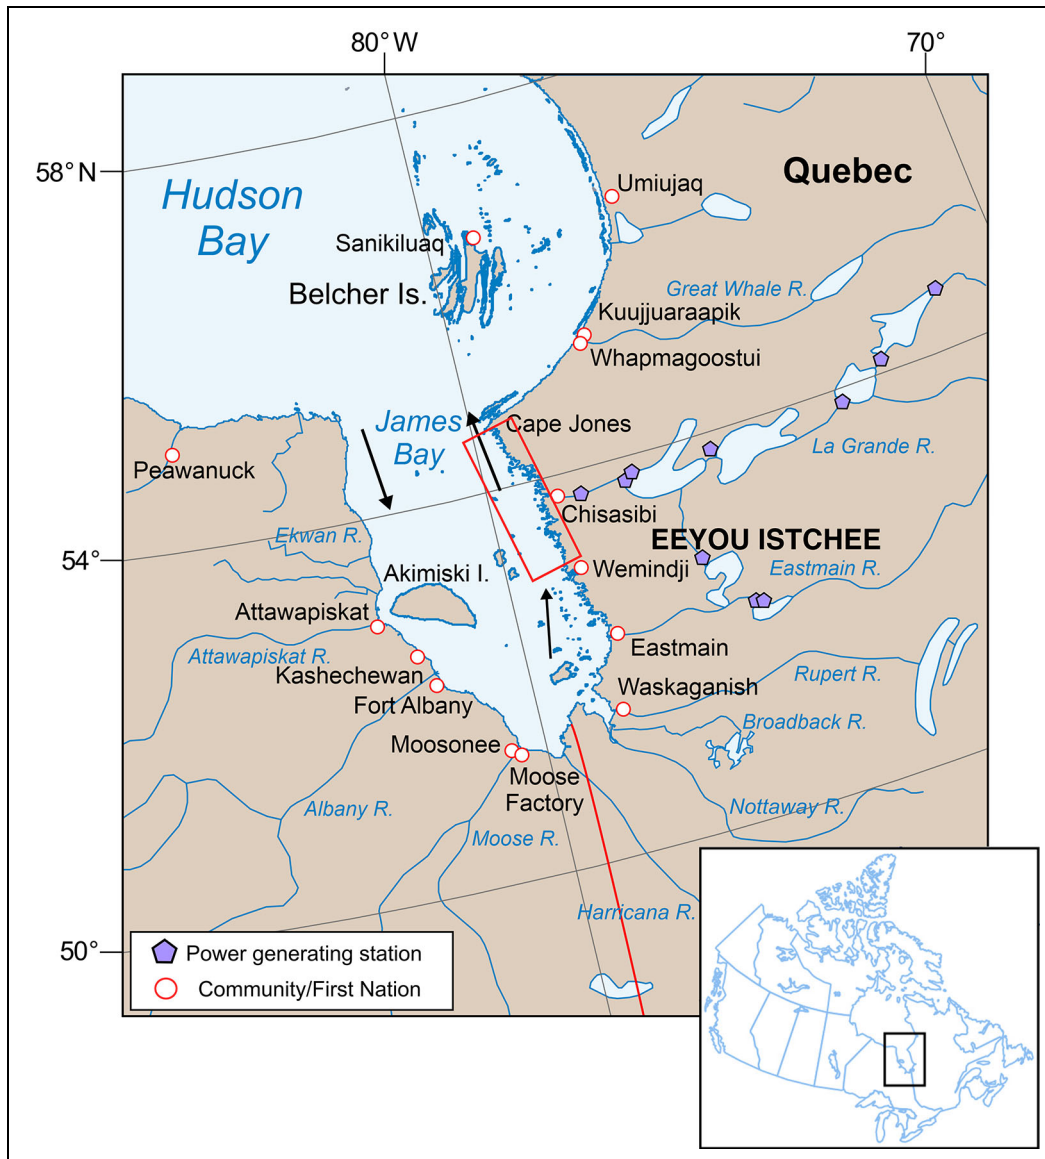 80° W
70°
58° N
Quebec
Hudson
Bay
Umiujaq
Sanikiluaq
Belcher Is.
Great Whale R.
Kuujjuaraapik
Whapmagoostui
James
Bay
Cape Jones
La Grande R.
Peawanuck
Chisasibi
Ekwan R.
EEYOU ISTCHEE
54°
Akimiski I.
Wemindji
Eastmain R.
Attawapiskat
Eastmain
Attawapiskat R.
Kashechewan
Rupert R.
Waskaganish
Fort Albany
Broadback R.
Moosonee
Moose
Factory
Albany R.
Nottaway R.
Moose R.
Harricana R.
50°
Power generating station
Community/First Nation